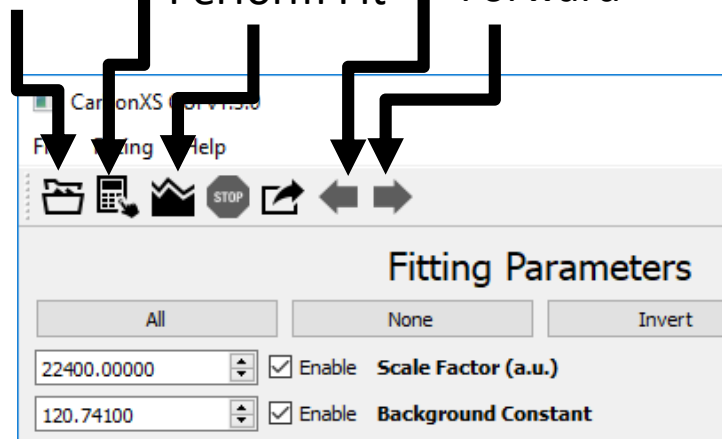 Perform Fit
Forward
Help
STOP
Fitting Parameters
All None Invert
22400.00000 Enable Scale Factor (a.u.)
120.74100 Enable Background Constant